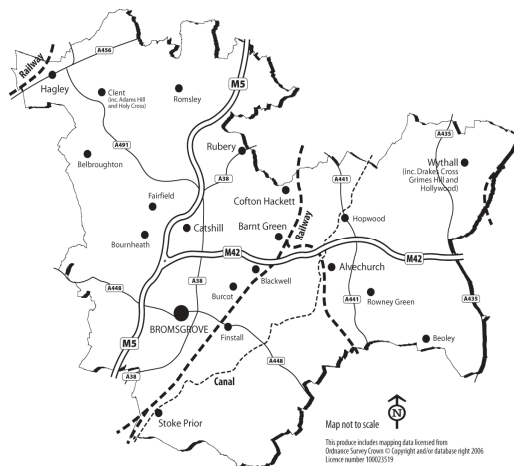 A456
Railway
Hagley
Clent
(inc. Adams Hill
and Holy Cross)
Romsley
M5
A435
A491
Rubery
Belbroughton
A38
A441
Wythall
(inc. Drakes Cross
Grimes Hill and
Hollywood)
Cofton Hackett
Fairfield
Hopwood
Catshill
Barnt Green
Railway
Bournheath
M42
M42
Alvechurch
Blackwell
A448
A38
Burcot
Rowney Green
A441
A435
BROMSGROVE
Finstall
M5
Beoley
A448
A38
Canal
Stoke Prior
Map not to scale
N
This produce includes mapping data licensed from
Ordnance Survey Crown © Copyright and/or database right 2006
Licence number 100023519